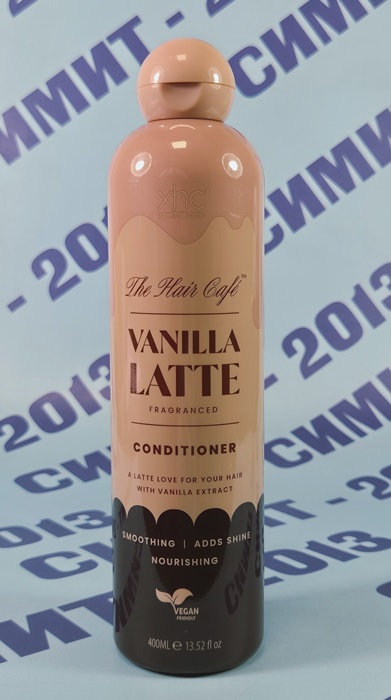 xhc
The Hair Café™
VANILLA
LATTE
FRAGRANCED
CONDITIONER
A LATTE LOVE FOR YOUR HAIR
WITH VANILLA EXTRACT
SMOOTHING | ADDS SHINE
NOURISHING
VEGAN
FRIENDLY
400ML ℮ 13.52 fl oz
СИМИТ - 2013